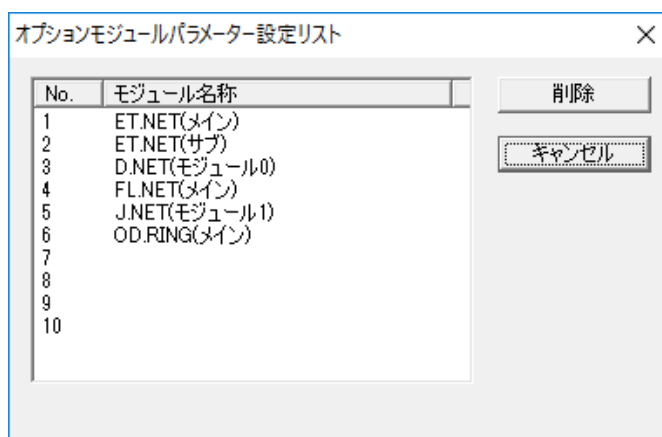 オプションモジュールパラメーター設定リスト
No. モジュール名称
削除
1 ET.NET(メイン)
2 ET.NET(サブ)
キャンセル
3 D.NET(モジュール0)
4 FL.NET(メイン)
5 J.NET(モジュール1)
6 OD.RING(メイン)
7
8
9
10